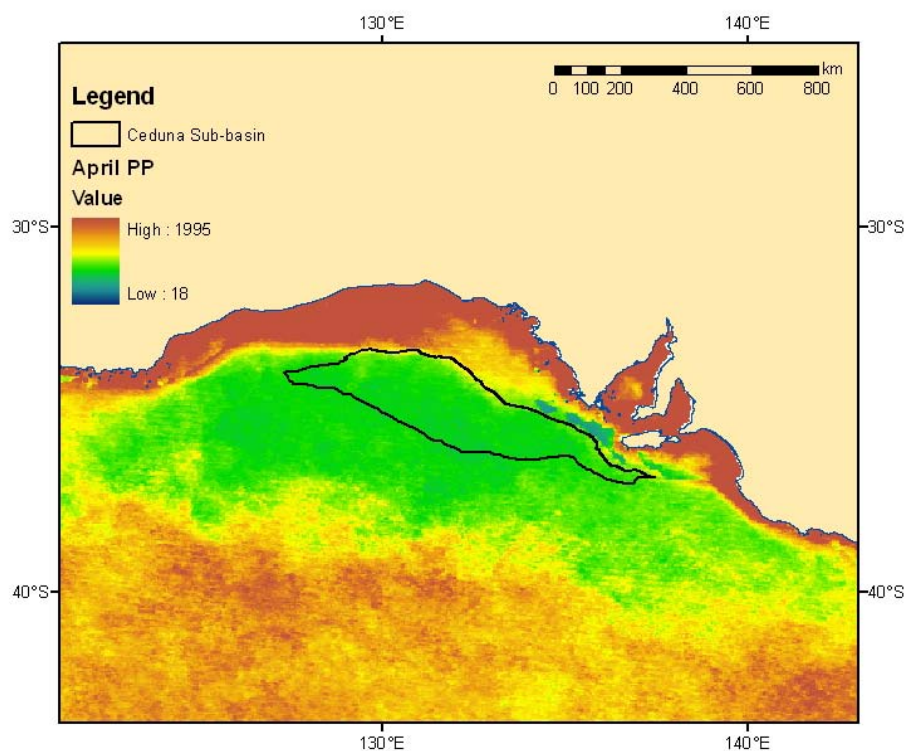 130°E 140°E
km
0 100 200 400 600 800
Legend
Ceduna Sub-basin
April PP
Value
High : 1995
Low : 18
30°S 30°S
40°S 40°S
130°E 140°E